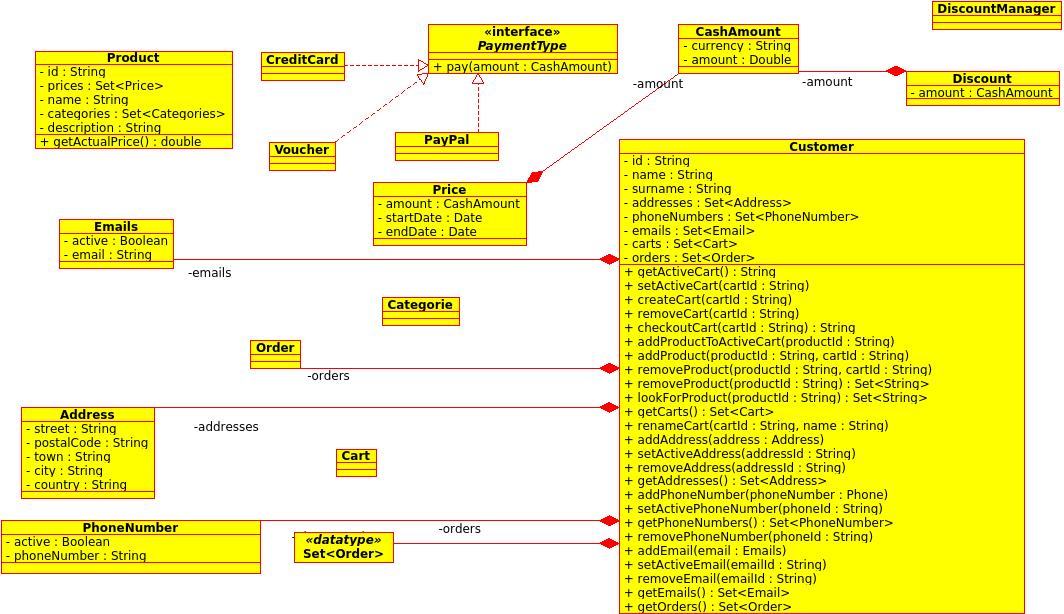 DiscountManager
«interface»
PaymentType
+ pay(amount : CashAmount)
CashAmount
- currency : String
- amount : Double
-amount
-amount
Discount
- amount : CashAmount
Product
- id : String
- prices : Set<Price>
- name : String
- categories : Set<Categories>
- description : String
+ getActualPrice() : double
CreditCard
Voucher
PayPal
Price
- amount : CashAmount
- startDate : Date
- endDate : Date
Customer
- id : String
- name : String
- surname : String
- addresses : Set<Address>
- phoneNumbers : Set<PhoneNumber>
- emails : Set<Email>
- carts : Set<Cart>
- orders : Set<Order>
+ getActiveCart() : String
+ setActiveCart(cartId : String)
+ createCart(cartId : String)
+ removeCart(cartId : String)
+ checkoutCart(cartId : String) : String
+ addProductToActiveCart(productId : String)
+ addProduct(productId : String, cartId : String)
+ removeProduct(productId : String, cartId : String)
+ removeProduct(productId : String) : Set<String>
+ lookForProduct(productId : String) : Set<String>
+ getCarts() : Set<Cart>
+ renameCart(cartId : String, name : String)
+ addAddress(address : Address)
+ setActiveAddress(addressId : String)
+ removeAddress(addressId : String)
+ getAddresses() : Set<Address>
+ addPhoneNumber(phoneNumber : Phone)
+ setActivePhoneNumber(phoneId : String)
+ getPhoneNumbers() : Set<PhoneNumber>
+ removePhoneNumber(phoneId : String)
+ addEmail(email : Emails)
+ setActiveEmail(emailId : String)
+ removeEmail(emailId : String)
+ getEmails() : Set<Email>
+ getOrders() : Set<Order>
Emails
- active : Boolean
- email : String
-emails
Categorie
Order
-orders
Address
- street : String
- postalCode : String
- town : String
- city : String
- country : String
-addresses
Cart
PhoneNumber
- active : Boolean
- phoneNumber : String
-orders
«datatype»
Set<Order>